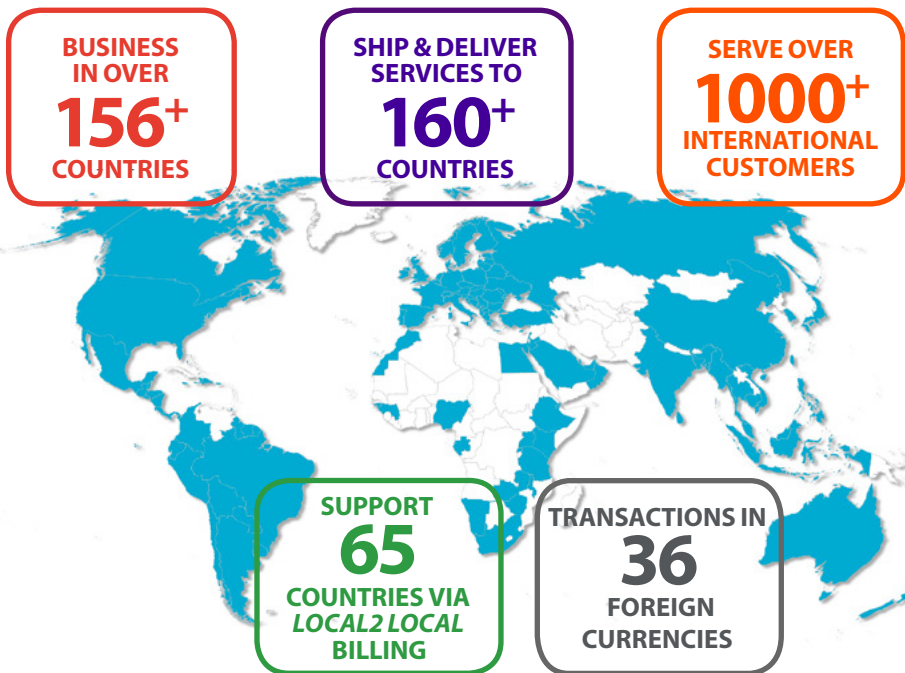 BUSINESS
IN OVER
156+
COUNTRIES
SHIP & DELIVER
SERVICES TO
160+
COUNTRIES
SERVE OVER
1000+
INTERNATIONAL
CUSTOMERS
SUPPORT
65
COUNTRIES VIA
LOCAL2 LOCAL
BILLING
TRANSACTIONS IN
36
FOREIGN
CURRENCIES